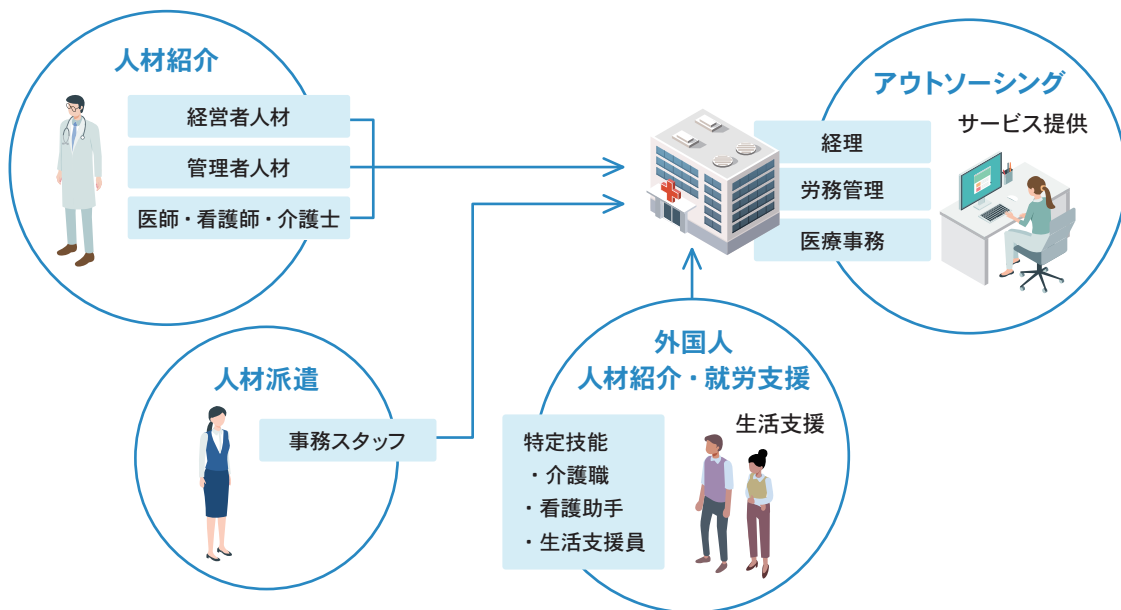 人材紹介
経営者人材
管理者人材
医師・看護師・介護士
アウトソーシング
サービス提供
経理
労務管理
医療事務
人材派遣
事務スタッフ
外国人
人材紹介・就労支援
生活支援
特定技能
・介護職
・看護助手
・生活支援員